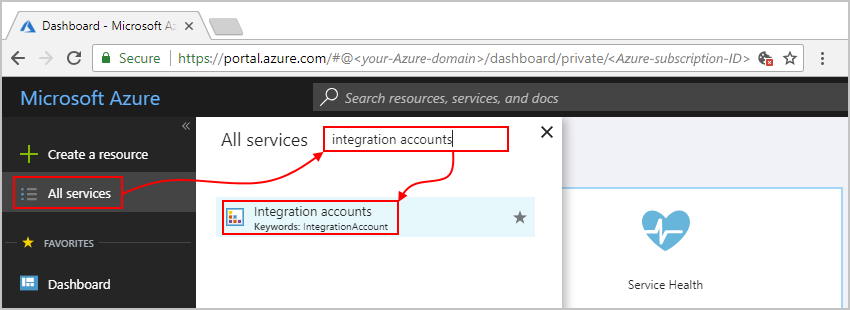 Dashboard - Microsoft Az
Secure https://portal.azure.com/#@<your-Azure-domain>/dashboard/private/<Azure-subscription-ID>
Microsoft Azure
Search resources, services, and docs
Create a resource
All services
FAVORITES
Dashboard
All services
integration accounts
Integration accounts
Keywords: IntegrationAccount
Service Health